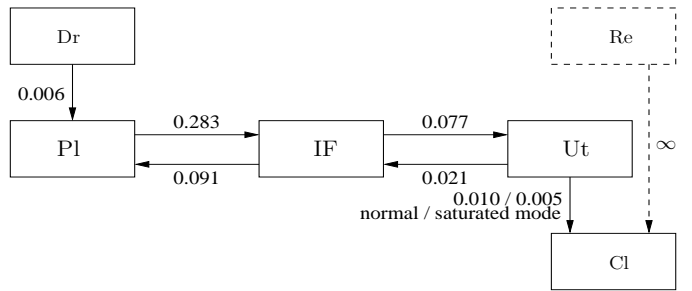 Dr
Re
0.006
0.283
0.077
Pl
IF
Ut
∞
0.091
0.021
0.010 / 0.005
normal / saturated mode
Cl